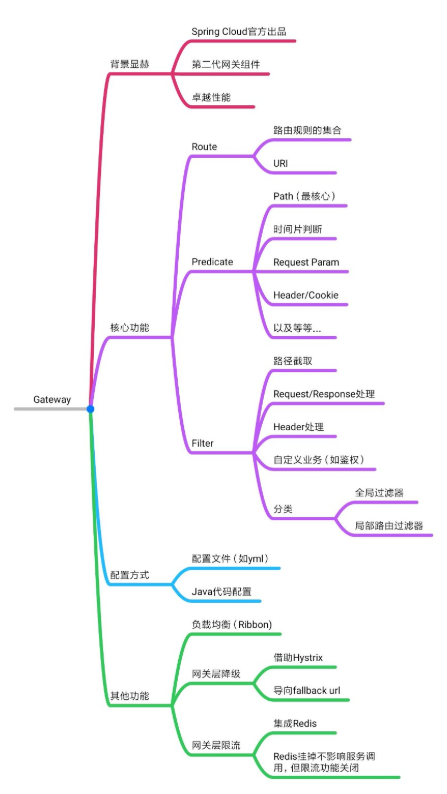 Gateway
背景显赫
Spring Cloud官方出品
第二代网关组件
卓越性能
核心功能
Route
路由规则的集合
URI
Predicate
Path（最核心）
时间片判断
Request Param
Header/Cookie
以及等等...
Filter
路径截取
Request/Response处理
Header处理
自定义业务（如鉴权）
分类
全局过滤器
局部路由过滤器
配置方式
配置文件（如yml）
Java代码配置
其他功能
负载均衡（Ribbon)
网关层降级
借助Hystrix
导向fallback url
网关层限流
集成Redis
Redis挂掉不影响服务调
用，但限流功能关闭